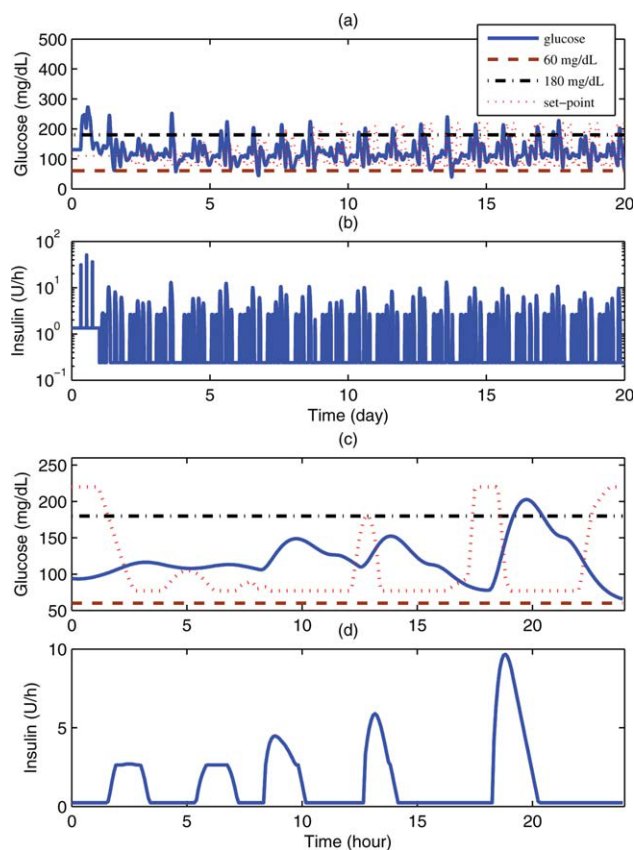 (a)
500
400
300
200
100
0
Glucose (mg/dL)
glucose
60 mg/dL
180 mg/dL
set-point
0
5
10
15
20
(b)
10^2
10^1
10^0
10^-1
Insulin (U/h)
0
5
10
15
20
Time (day)
(c)
250
200
150
100
50
Glucose (mg/dL)
0
5
10
15
20
(d)
10
5
0
Insulin (U/h)
0
5
10
15
20
Time (hour)